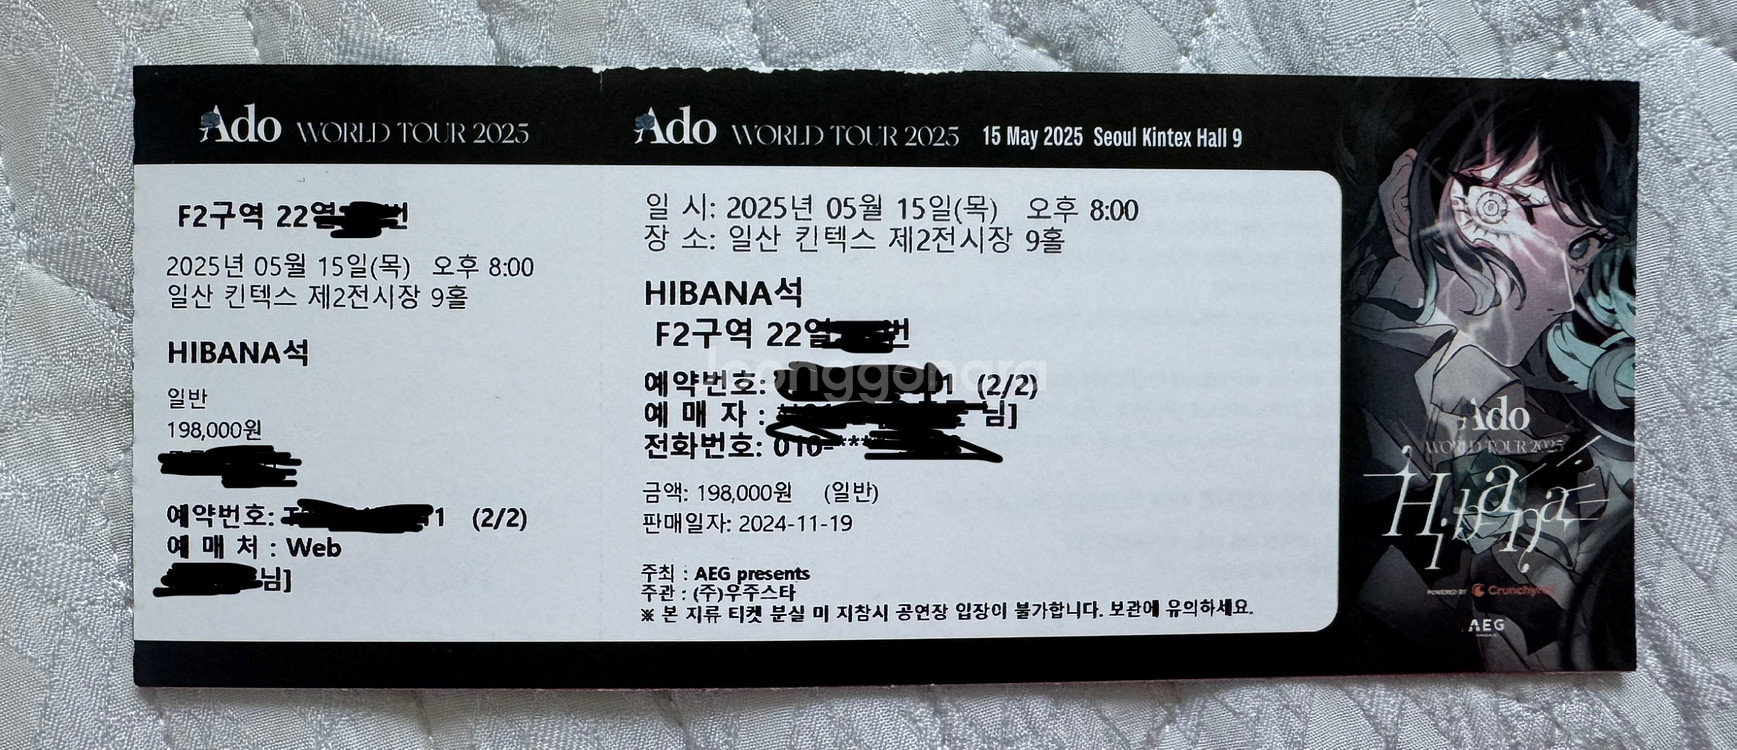 Ado WORLD TOUR 2025
F2구역 22열 번
2025년 05월 15일(목) 오후 8:00
일산 킨텍스 제2전시장 9홀
HIBANA석
일반
198,000원
예약번호: 1 (2/2)
예 매 처 : Web
님]
Ado WORLD TOUR 2025 15 May 2025 Seoul Kintex Hall 9
일 시: 2025년 05월 15일(목) 오후 8:00
장 소: 일산 킨텍스 제2전시장 9홀
HIBANA석
F2구역 22열 번
예약번호: 1 (2/2)
예 매 자 : 님]
전화번호: 010-***
금액: 198,000원 (일반)
판매일자: 2024-11-19
주최 : AEG presents
주관 : (주)우주스타
※ 본 지류 티켓 분실 미 지참시 공연장 입장이 불가합니다. 보관에 유의하세요.
joonggonara
Ado
WORLD TOUR 2025
Hibana
POWERED BY Crunchyroll
AEG